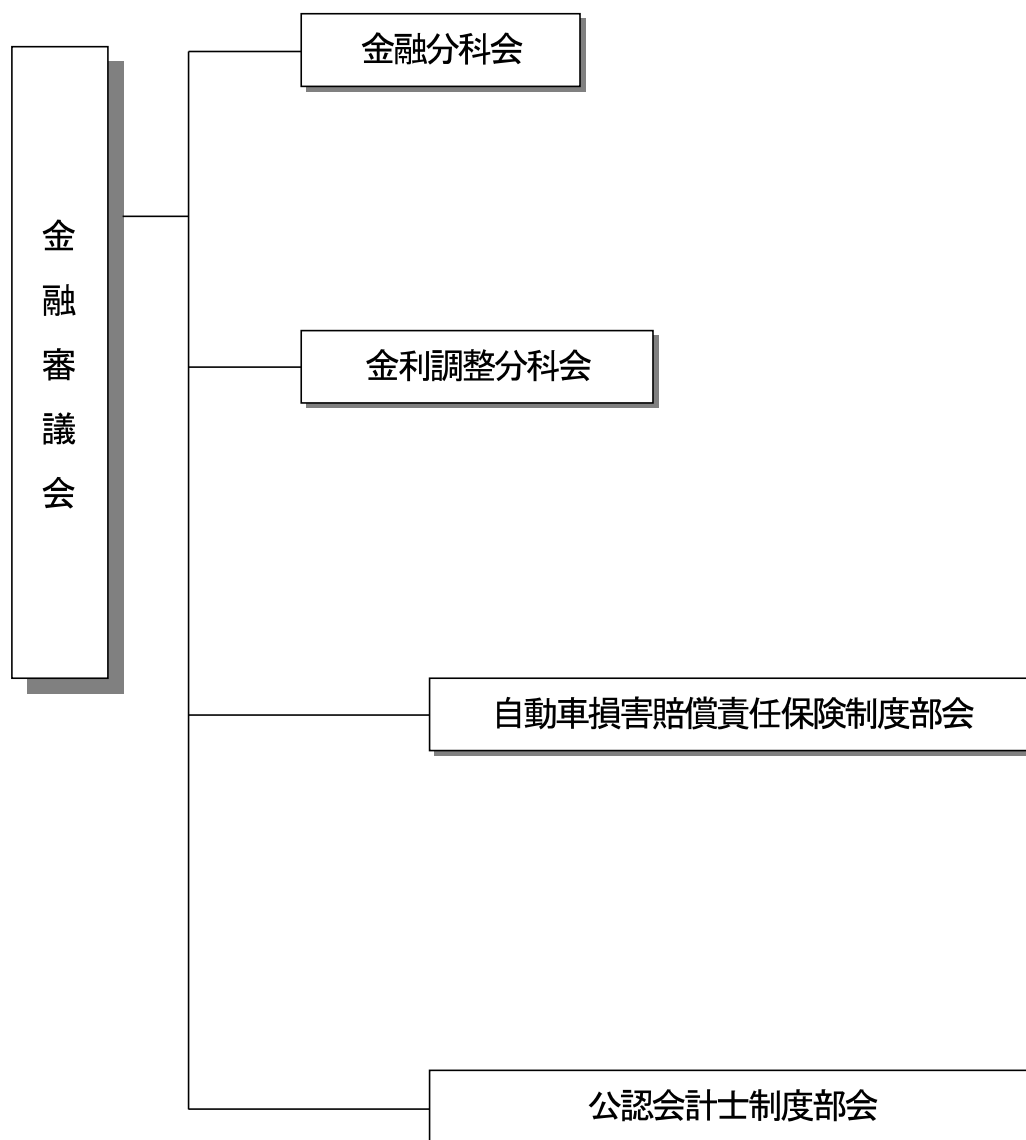 金融審議会
金融分科会
金利調整分科会
自動車損害賠償責任保険制度部会
公認会計士制度部会